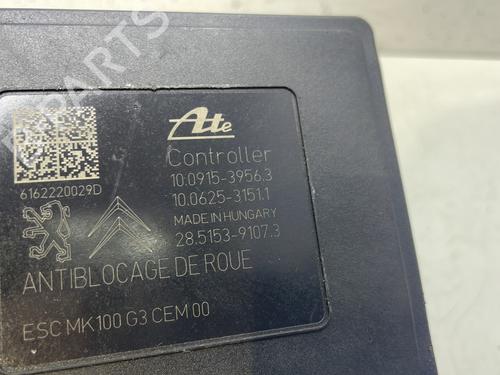 Ate
Controller
10.0915-3956.3
10.0625-3151.1
MADE IN HUNGARY
28.5153-9107.3
6162220029D
ANTIBLOCAGE DE ROUE
ESC MK100 G3 CEM 00